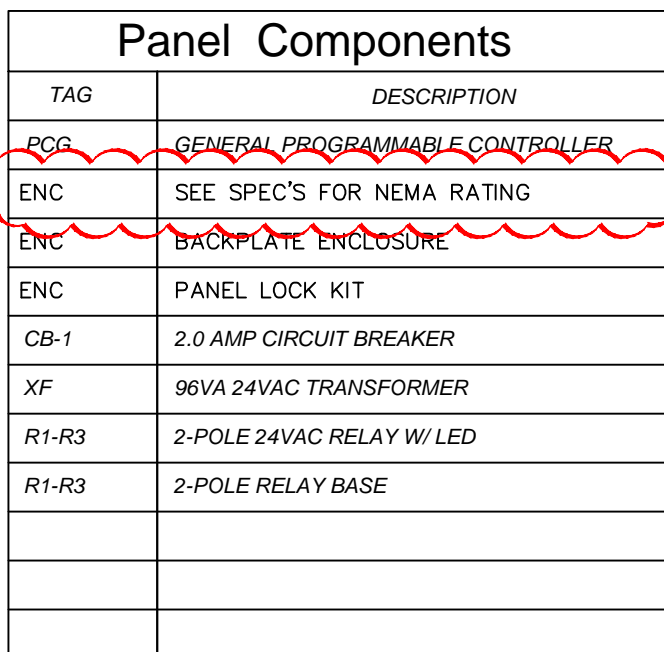 Panel Components
TAG DESCRIPTION
PCG GENERAL PROGRAMMABLE CONTROLLER
ENC SEE SPEC'S FOR NEMA RATING
ENC BACKPLATE ENCLOSURE
ENC PANEL LOCK KIT
CB-1 2.0 AMP CIRCUIT BREAKER
XF 96VA 24VAC TRANSFORMER
R1-R3 2-POLE 24VAC RELAY W/ LED
R1-R3 2-POLE RELAY BASE